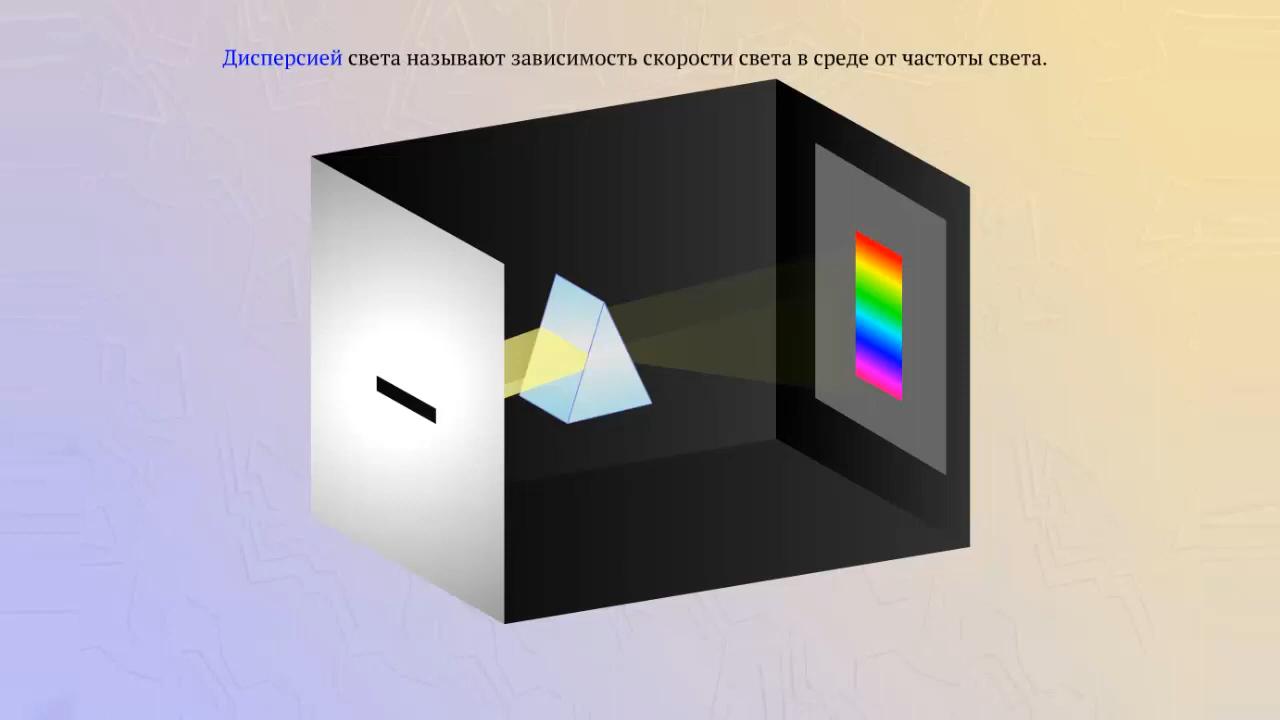 Дисперсией света называют зависимость скорости света в среде от частоты света.